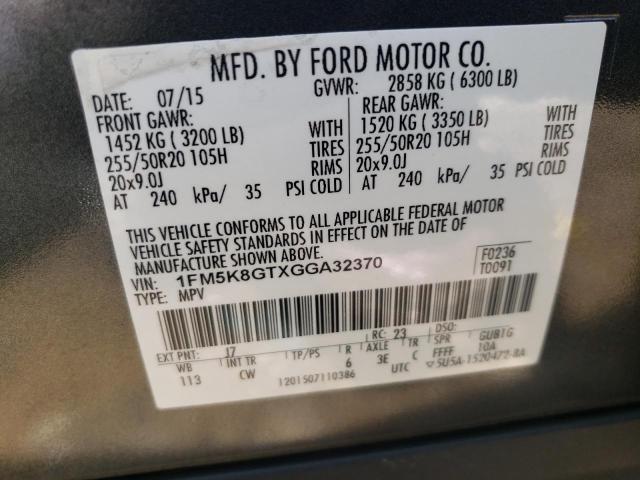 MFD. BY FORD MOTOR CO.
DATE: 07/15 GVWR: 2858 KG ( 6300 LB)
FRONT GAWR: REAR GAWR:
1452 KG ( 3200 LB) WITH 1520 KG ( 3350 LB) WITH
255/50R20 105H TIRES 255/50R20 105H TIRES
20x9.0J RIMS 20x9.0J RIMS
AT 240 kPa/ 35 PSI COLD AT 240 kPa/ 35 PSI COLD
THIS VEHICLE CONFORMS TO ALL APPLICABLE FEDERAL MOTOR
VEHICLE SAFETY STANDARDS IN EFFECT ON THE DATE OF
MANUFACTURE SHOWN ABOVE.
VIN: 1FM5K8GTXGGA32370 F0236
TYPE: MPV T0091
EXT PNT: J7 RC: 23 DSO:
WB INT TR TP/PS R AXLE TR SPR GUB1G
113 CW 6 3E C FFFF 10A
1201507110386 UTC ▽5U5A-1520472-BA